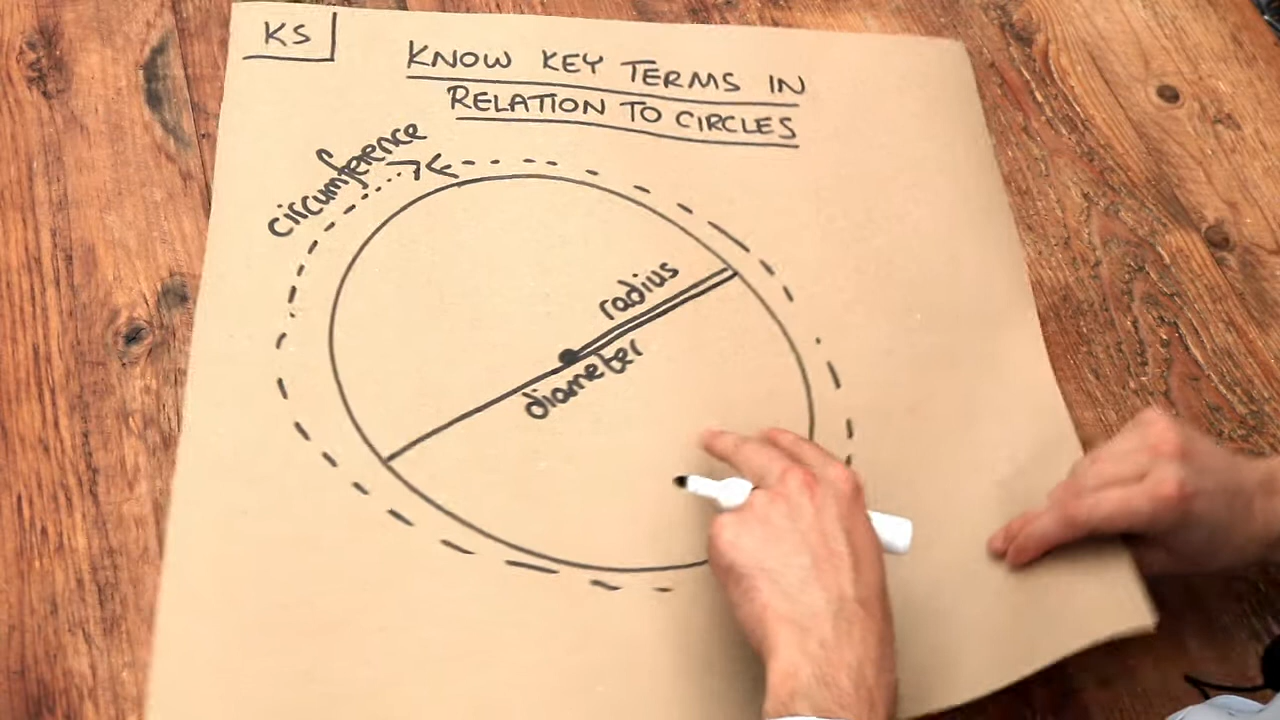 KS
KNOW KEY TERMS IN
RELATION TO CIRCLES
circumference
radius
diameter